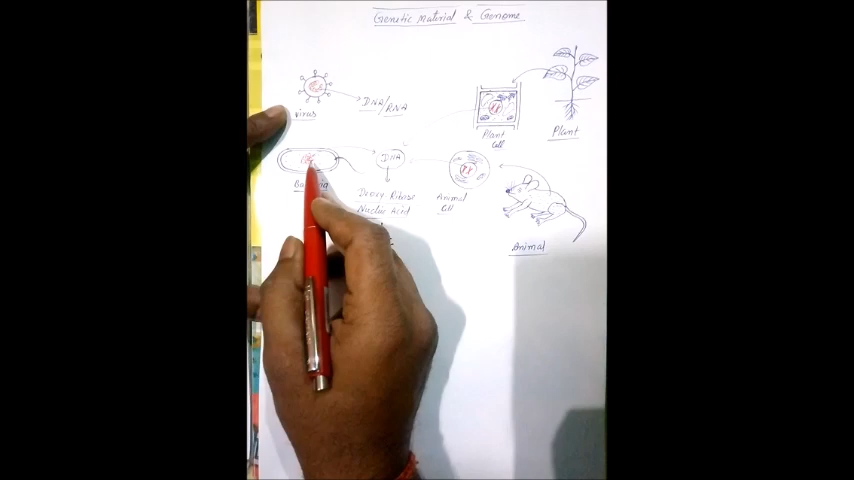 Genetic Material & Genome
DNA/RNA
Virus
Plant
Cell
Plant
DNA
Deoxy Ribose
Nucleic Acid
Animal
Cell
Animal